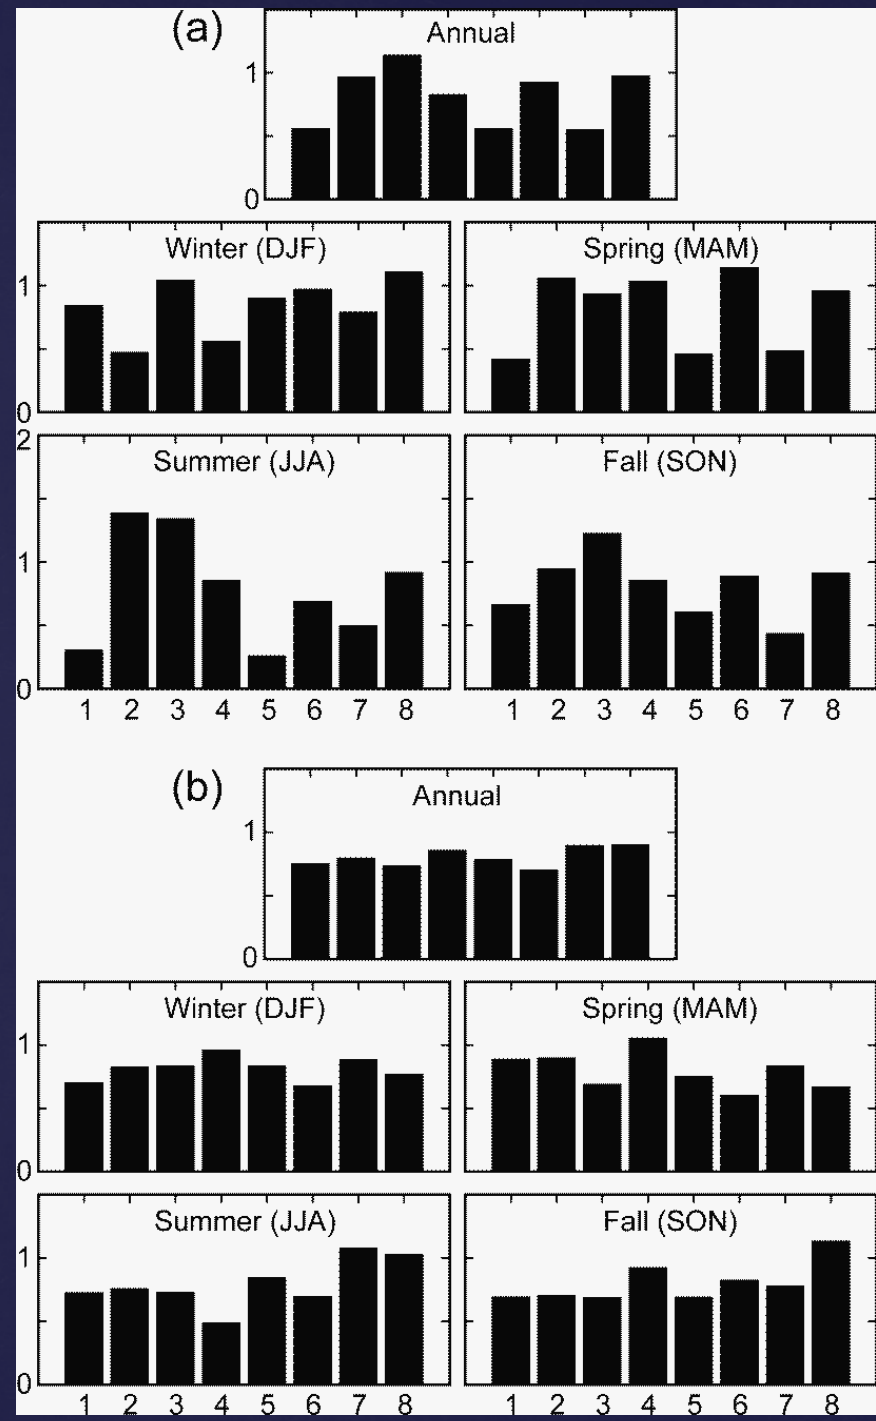 (a)
Annual
1
0
Winter (DJF)
Spring (MAM)
1
0
Summer (JJA)
Fall (SON)
2
1
0
1 2 3 4 5 6 7 8
1 2 3 4 5 6 7 8
(b)
Annual
1
0
Winter (DJF)
Spring (MAM)
1
0
Summer (JJA)
Fall (SON)
1
0
1 2 3 4 5 6 7 8
1 2 3 4 5 6 7 8